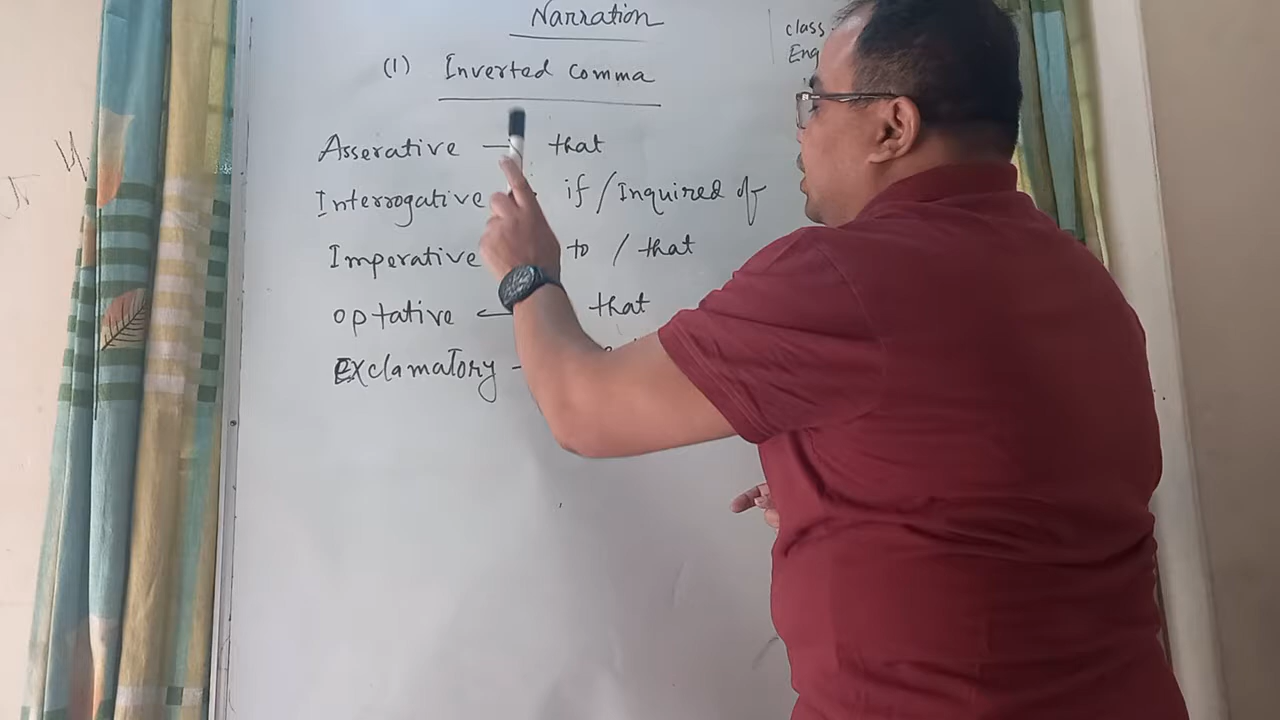 Narration
class
Eng
(1) Inverted comma
Asserative → that
Interrogative if / Inquired of
Imperative to / that
optative ← that
Exclamatory -